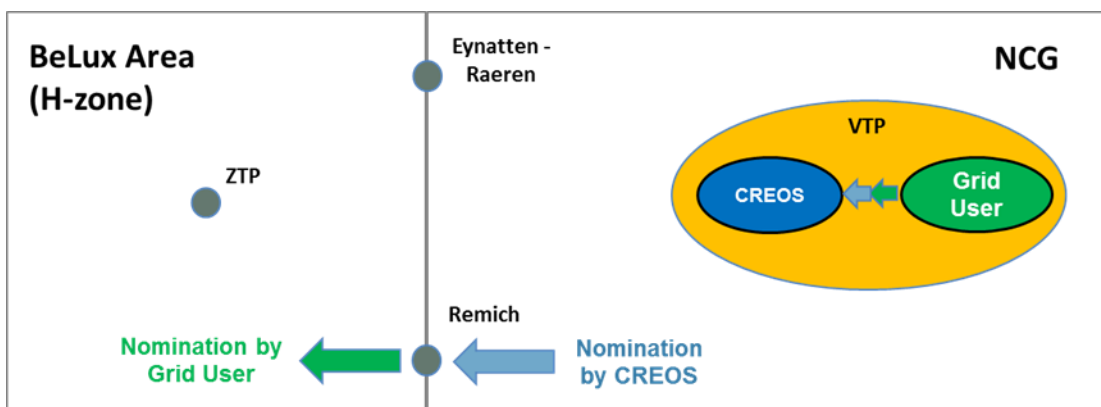 BeLux Area
(H-zone)
Eynatten -
Raeren
NCG
VTP
ZTP
CREOS
Grid
User
Remich
Nomination by
Grid User
Nomination
by CREOS